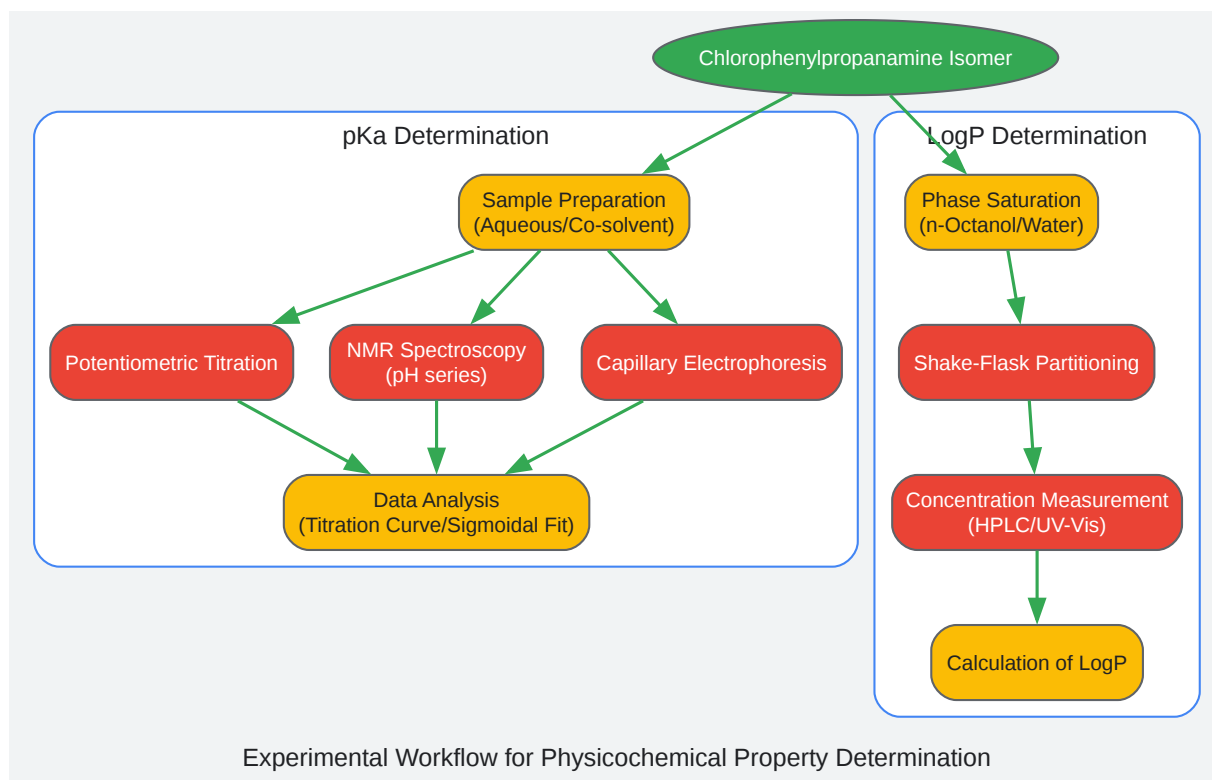 Chlorophenylpropanamine Isomer
pKa Determination
LogP Determination
Sample Preparation
(Aqueous/Co-solvent)
Phase Saturation
(n-Octanol/Water)
Potentiometric Titration
NMR Spectroscopy
(pH series)
Capillary Electrophoresis
Shake-Flask Partitioning
Data Analysis
(Titration Curve/Sigmoidal Fit)
Concentration Measurement
(HPLC/UV-Vis)
Calculation of LogP
Experimental Workflow for Physicochemical Property Determination